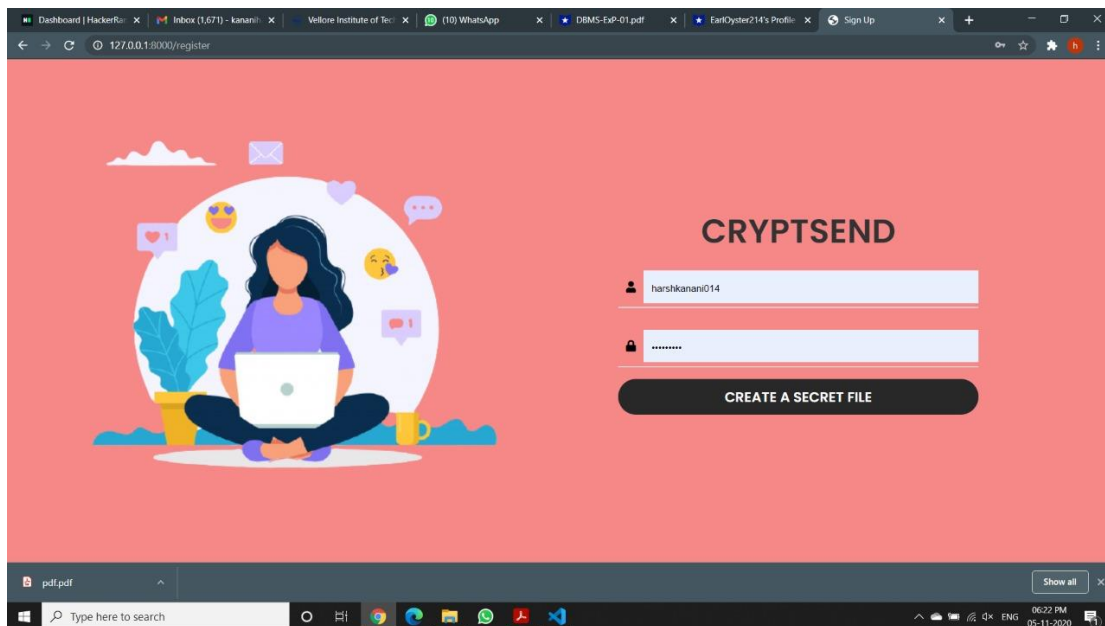 Dashboard | HackerRan
Inbox (1,671) - kananih
Vellore Institute of Tech
(10) WhatsApp
DBMS-ExP-01.pdf
EarlOyster214's Profile
Sign Up
127.0.0.1:8000/register
h
1
1
CRYPTSEND
harshkanani014
•••••••••
CREATE A SECRET FILE
pdf.pdf
Show all
Type here to search
ENG
06:22 PM
05-11-2020